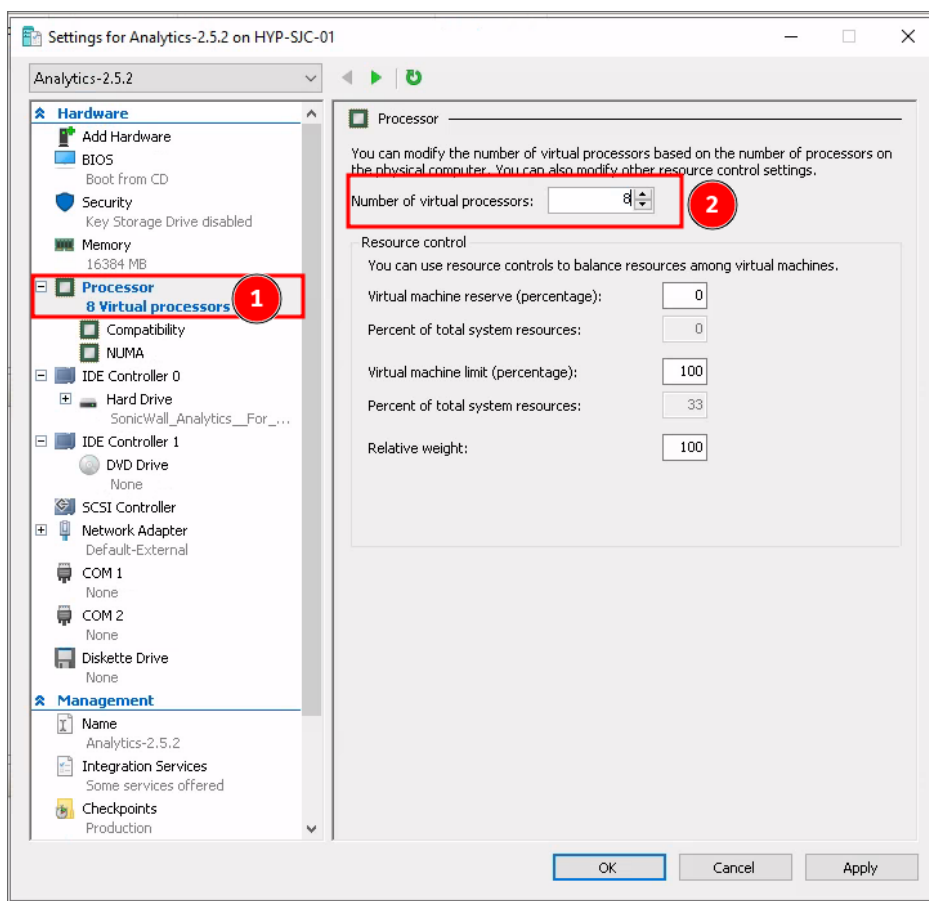 Settings for Analytics-2.5.2 on HYP-SJC-01
Analytics-2.5.2
Hardware
Add Hardware
BIOS
Boot from CD
Security
Key Storage Drive disabled
Memory
16384 MB
Processor
8 Virtual processors
1
Compatibility
NUMA
IDE Controller 0
Hard Drive
SonicWall_Analytics__For_...
IDE Controller 1
DVD Drive
None
SCSI Controller
Network Adapter
Default-External
COM 1
None
COM 2
None
Diskette Drive
None
Management
Name
Analytics-2.5.2
Integration Services
Some services offered
Checkpoints
Production
Processor
You can modify the number of virtual processors based on the number of processors on
the physical computer. You can also modify other resource control settings.
Number of virtual processors: 8
2
Resource control
You can use resource controls to balance resources among virtual machines.
Virtual machine reserve (percentage): 0
Percent of total system resources: 0
Virtual machine limit (percentage): 100
Percent of total system resources: 33
Relative weight: 100
OK Cancel Apply